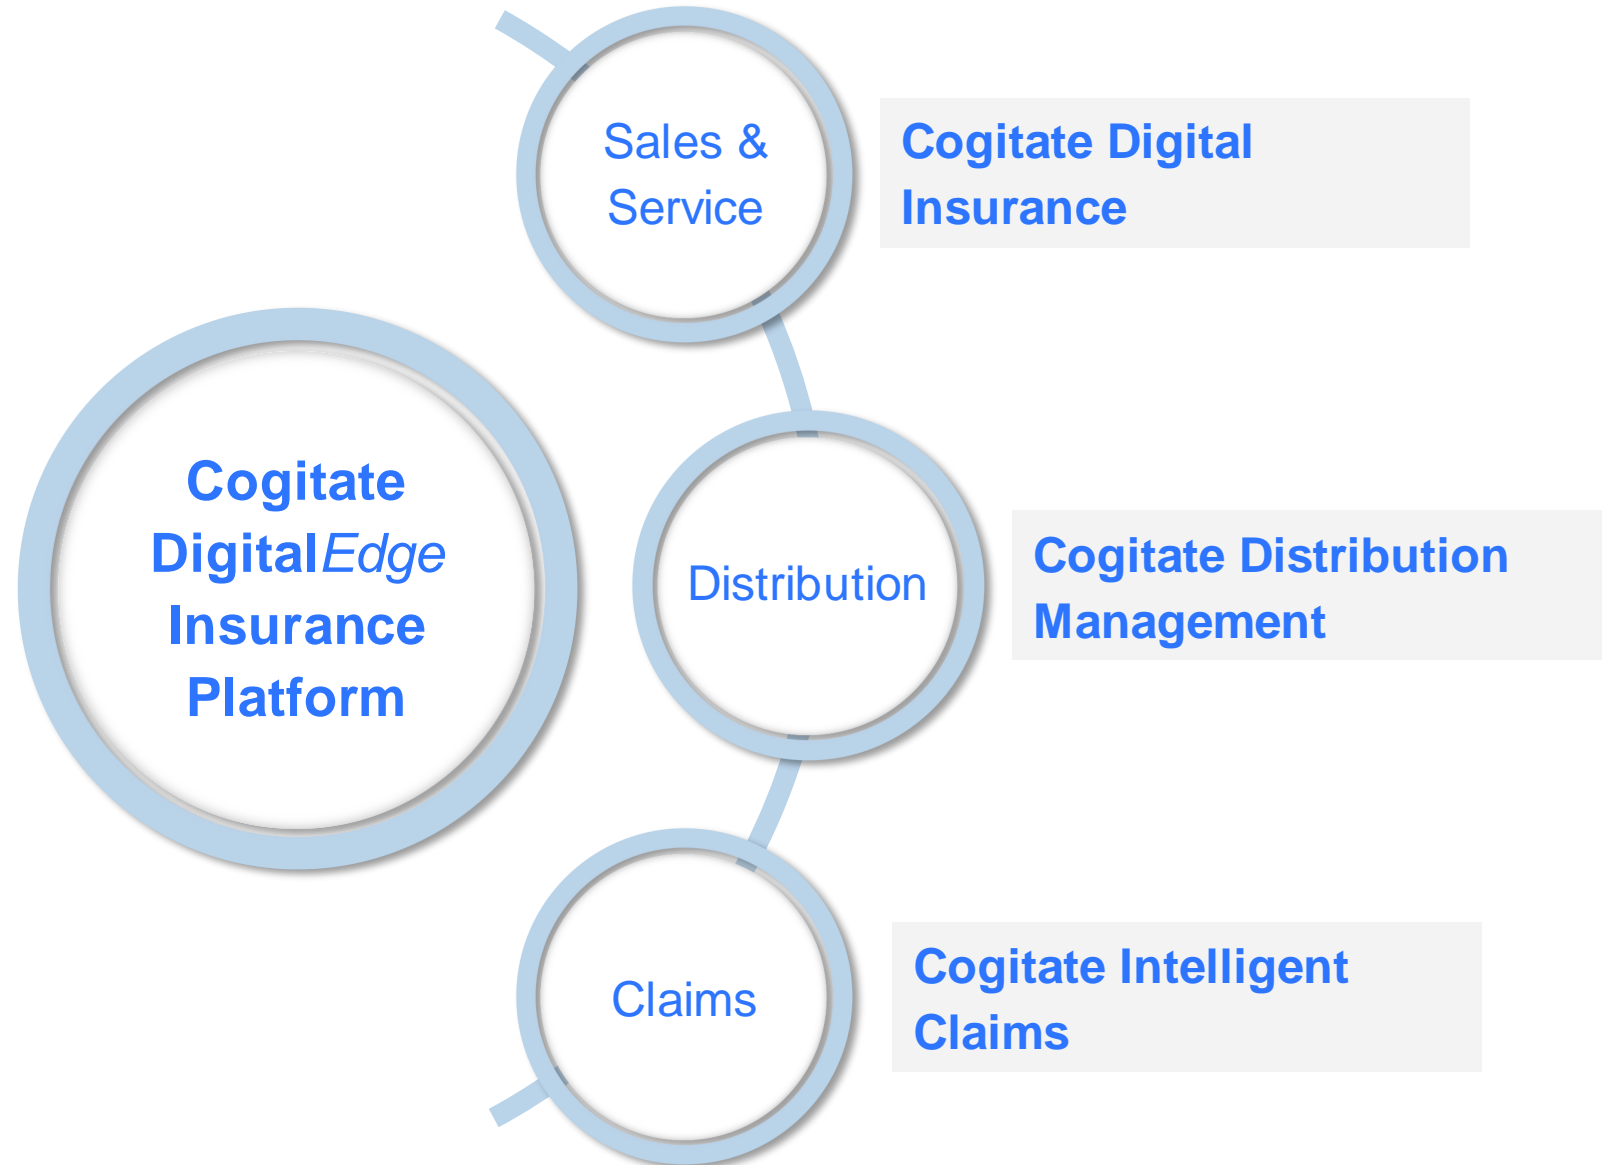 Sales &
Service
Cogitate Digital
Insurance
Cogitate
DigitalEdge
Insurance
Platform
Distribution
Cogitate Distribution
Management
Claims
Cogitate Intelligent
Claims